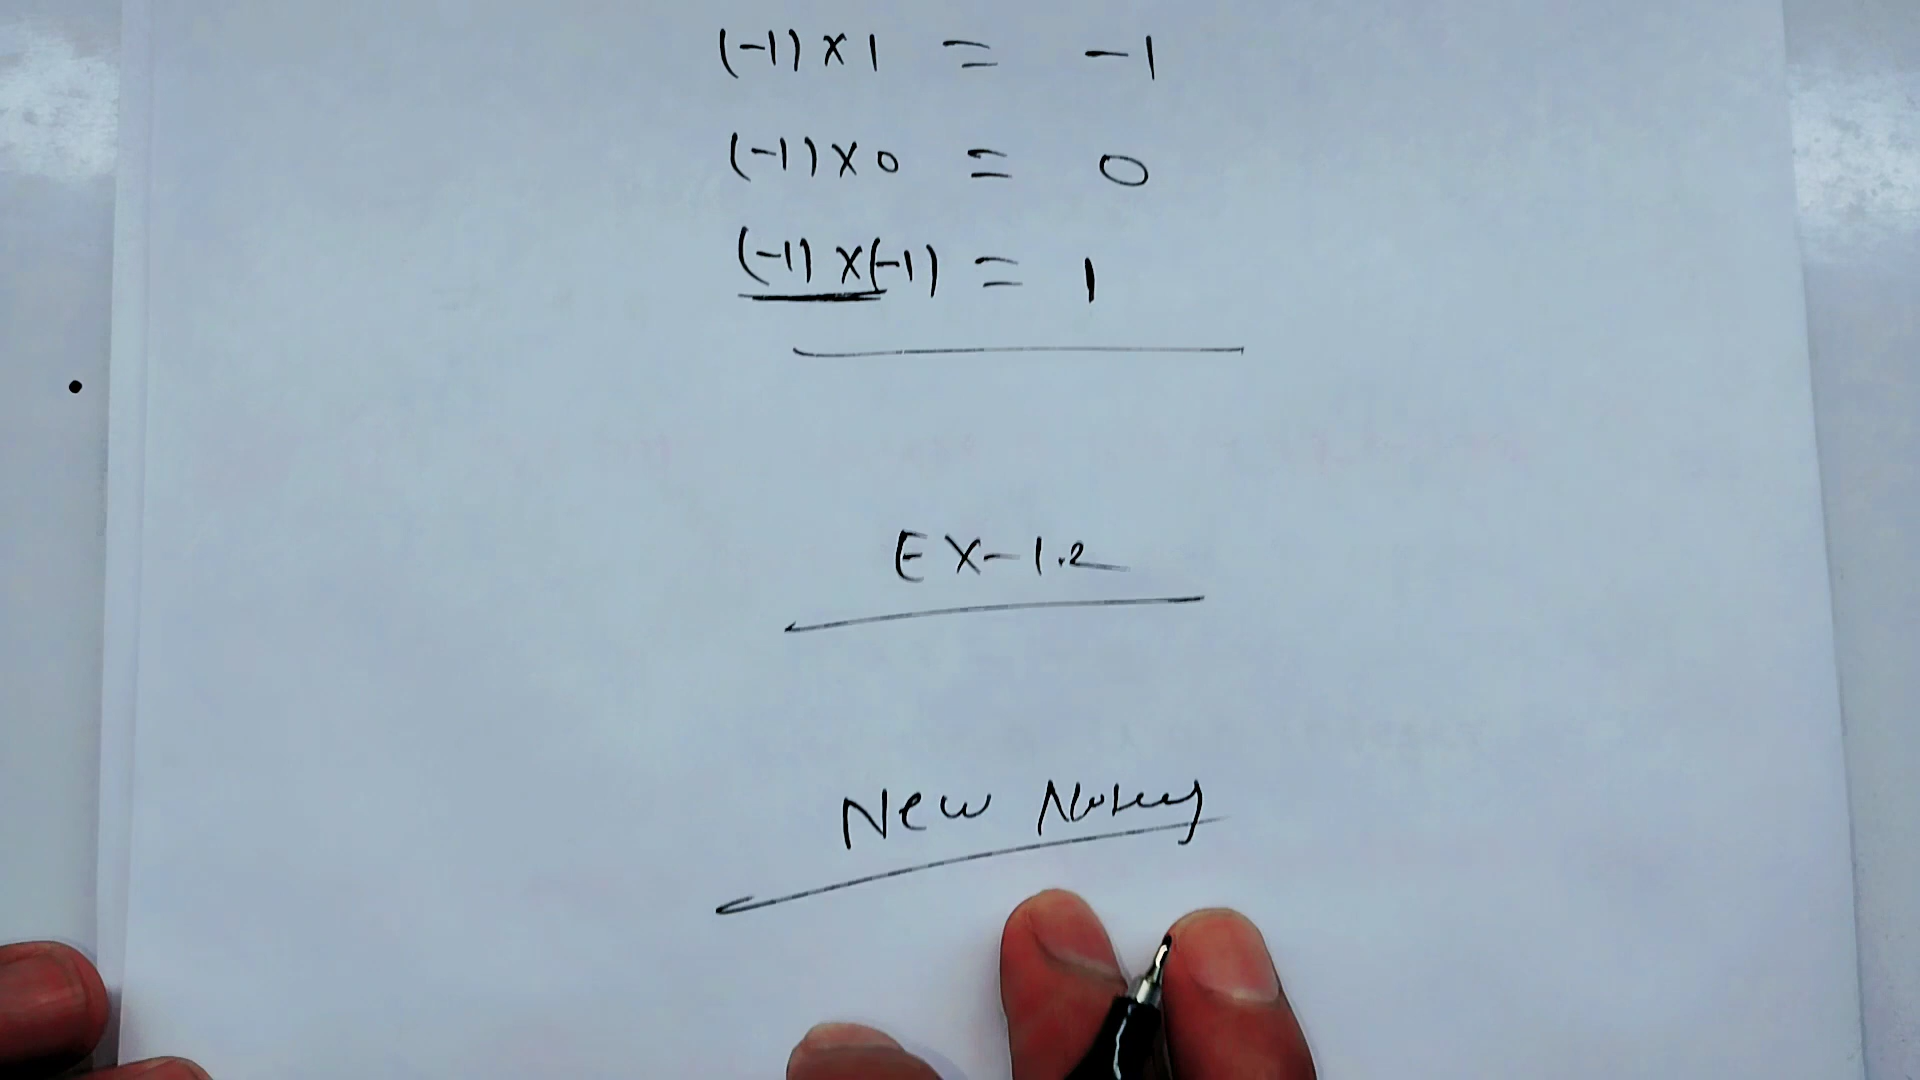 (-1) × 1 = -1
(-1) × 0 = 0
(-1) × (-1) = 1
EX-1.2
New